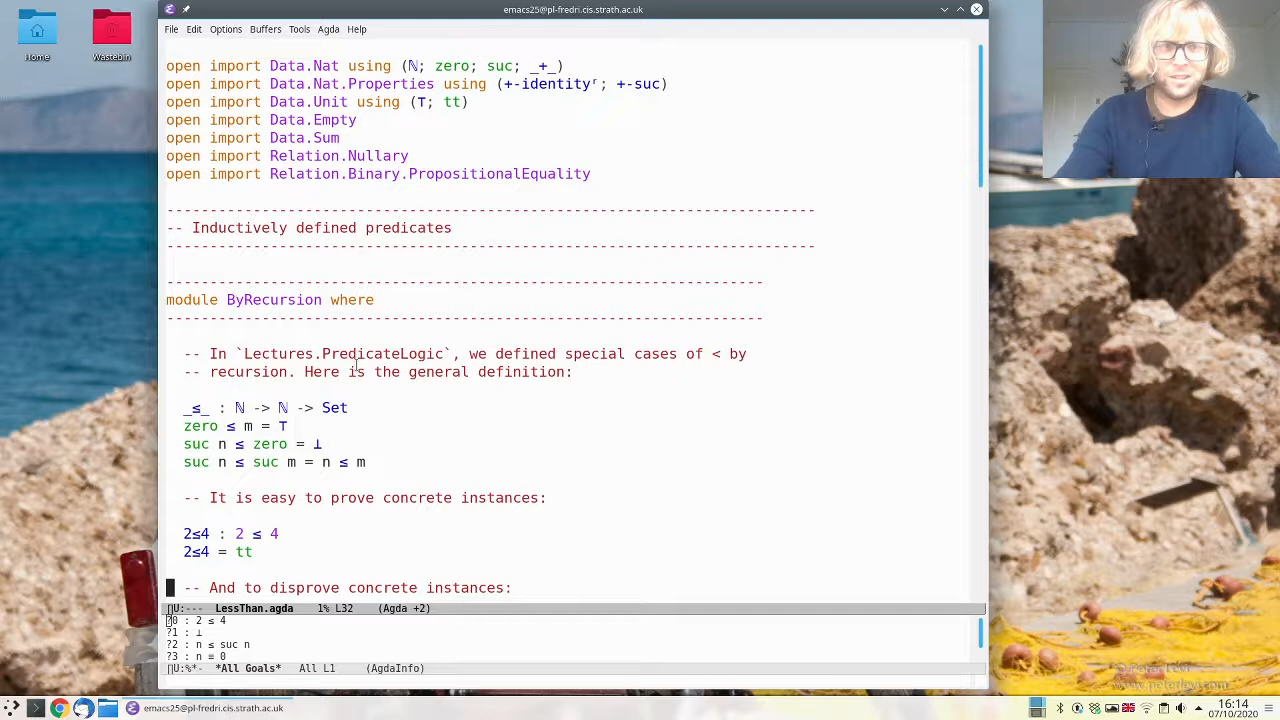 emacs25@pl-fredri.cis.strath.ac.uk
Home
Wastebin
File Edit Options Buffers Tools Agda Help
open import Data.Nat using (ℕ; zero; suc; _+_)
open import Data.Nat.Properties using (+-identityʳ; +-suc)
open import Data.Unit using (⊤; tt)
open import Data.Empty
open import Data.Sum
open import Relation.Nullary
open import Relation.Binary.PropositionalEquality
---------------------------------------------------------------------------
-- Inductively defined predicates
---------------------------------------------------------------------------
---------------------------------------------------------------------
module ByRecursion where
---------------------------------------------------------------------
-- In `Lectures.PredicateLogic`, we defined special cases of < by
-- recursion. Here is the general definition:
_≤_ : ℕ -> ℕ -> Set
zero ≤ m = ⊤
suc n ≤ zero = ⊥
suc n ≤ suc m = n ≤ m
-- It is easy to prove concrete instances:
2≤4 : 2 ≤ 4
2≤4 = tt
-- And to disprove concrete instances:
U:--- LessThan.agda 1% L32 (Agda +2)
?0 : 2 ≤ 4
?1 : ⊥
?2 : n ≤ suc n
?3 : n ≡ 0
U:%*- *All Goals* All L1 (AgdaInfo)
www.peterlevi.com
emacs25@pl-fredri.cis.strath.ac.uk
16:14
07/10/2020